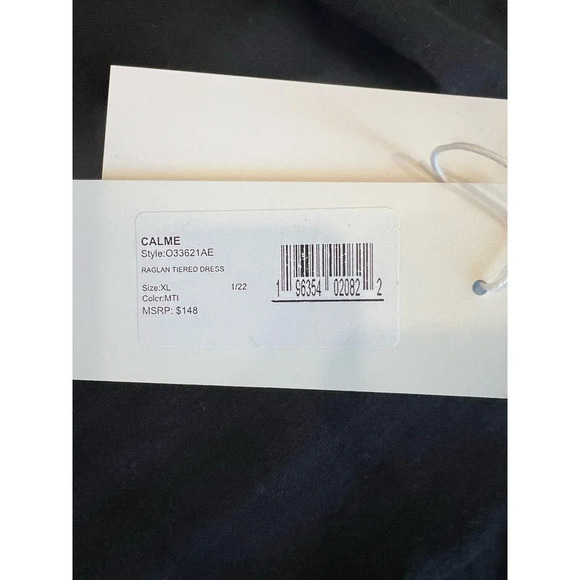 CALME
Style:O33621AE
RAGLAN TIERED DRESS
Size:XL 1/22
Color:MTI
MSRP: $148
1 96354 02082 2